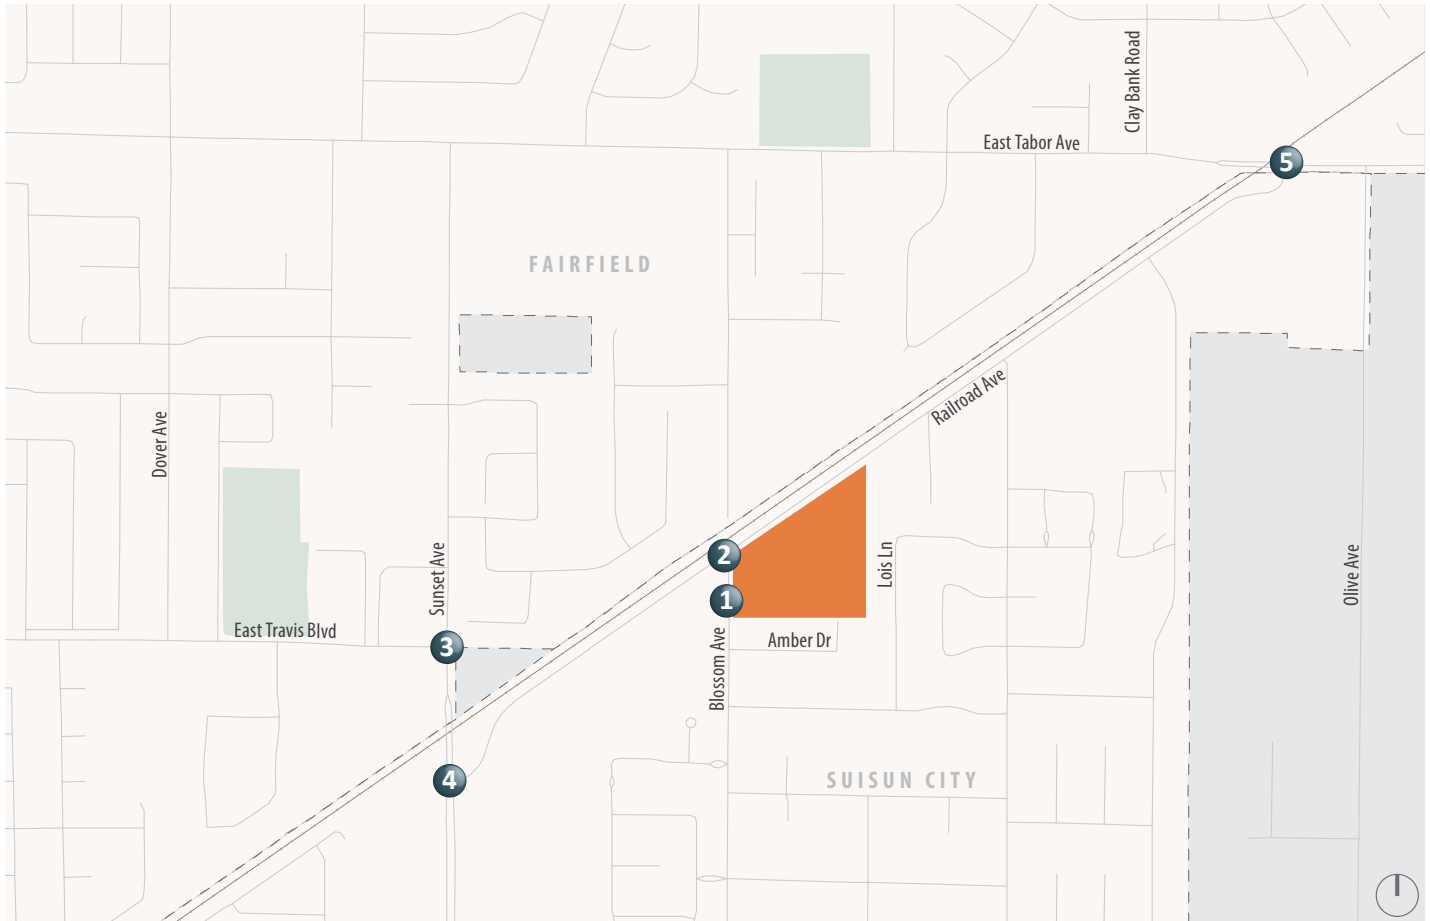 Clay Bank Road
East Tabor Ave
5
FAIRFIELD
Railroad Ave
Dover Ave
Sunset Ave
2
Lois Ln
Olive Ave
1
East Travis Blvd
3
Amber Dr
Blossom Ave
4
SUISUN CITY